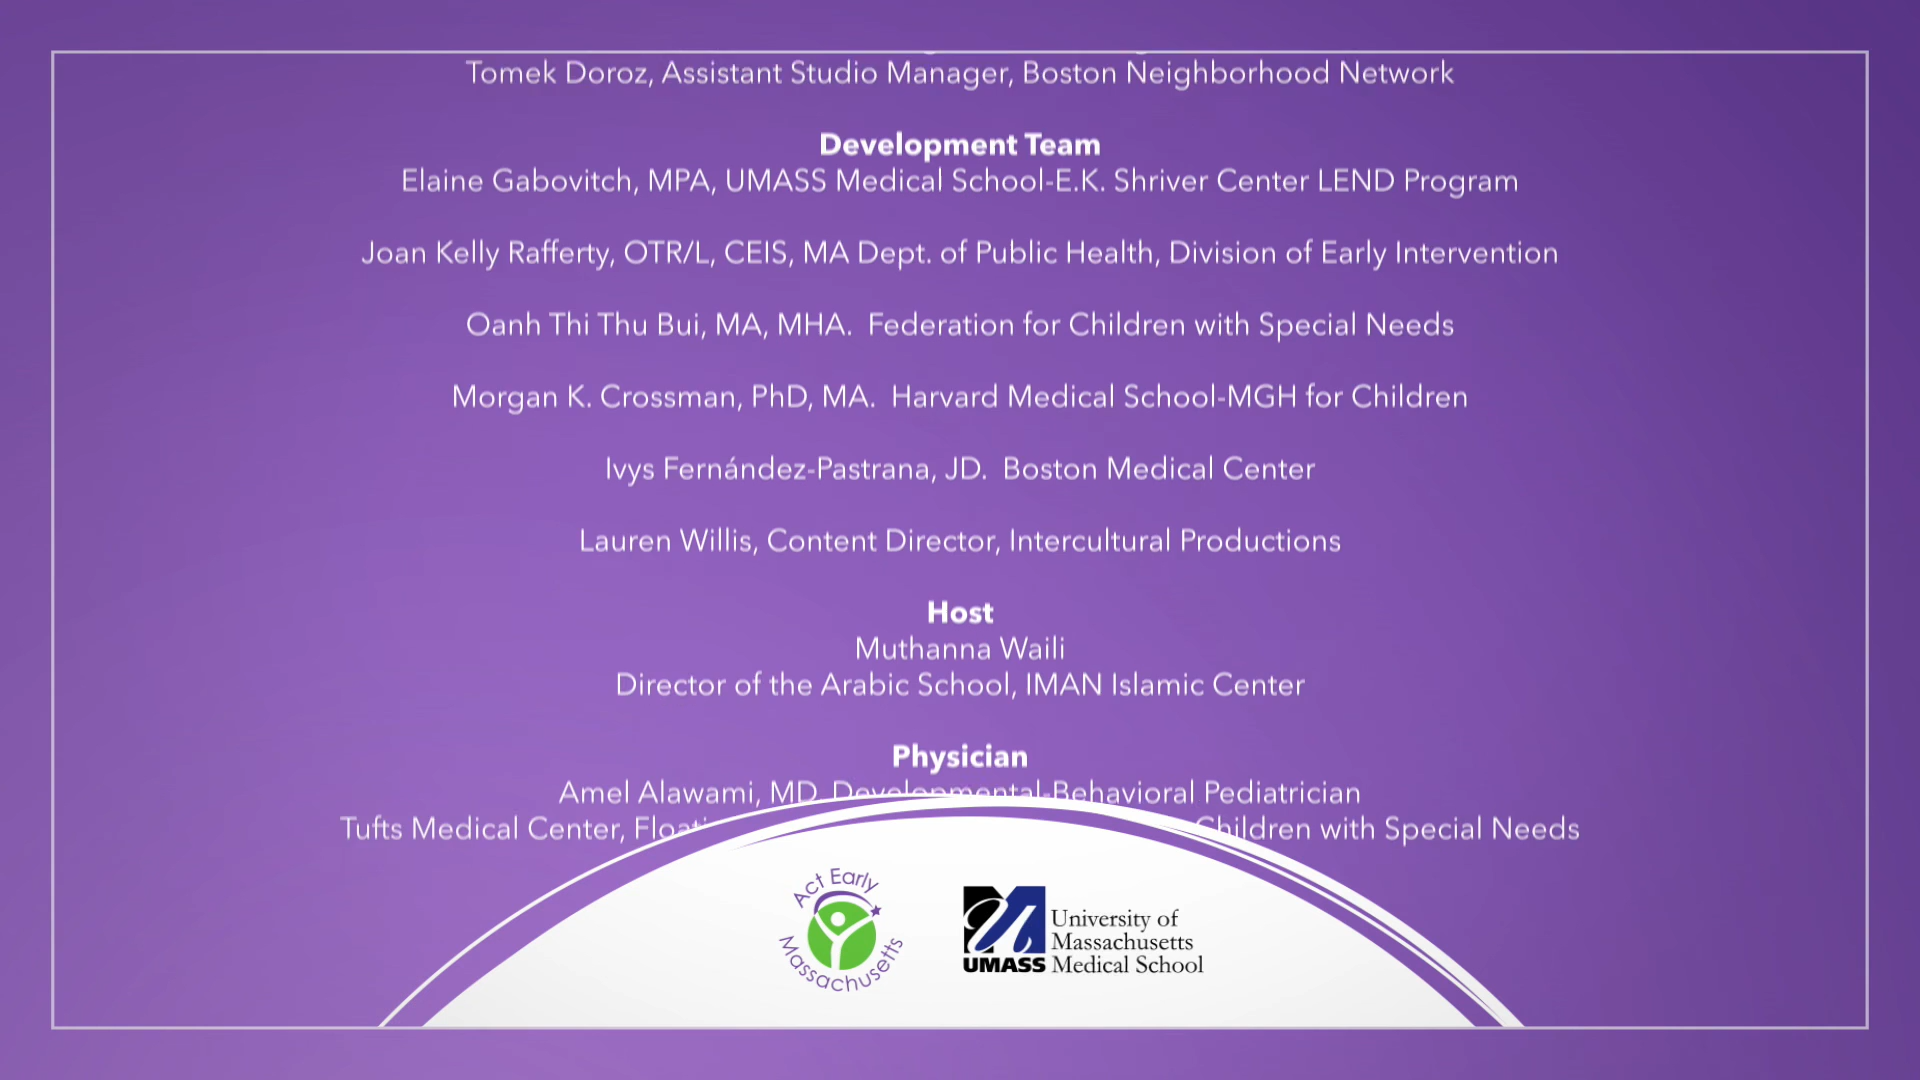 Tomek Doroz, Assistant Studio Manager, Boston Neighborhood Network
Development Team
Elaine Gabovitch, MPA, UMASS Medical School-E.K. Shriver Center LEND Program
Joan Kelly Rafferty, OTR/L, CEIS, MA Dept. of Public Health, Division of Early Intervention
Oanh Thi Thu Bui, MA, MHA.  Federation for Children with Special Needs
Morgan K. Crossman, PhD, MA.  Harvard Medical School-MGH for Children
Ivys Fernández-Pastrana, JD.  Boston Medical Center
Lauren Willis, Content Director, Intercultural Productions
Host
Muthanna Waili
Director of the Arabic School, IMAN Islamic Center
Physician
Amel Alawami, MD, Developmental-Behavioral Pediatrician
Tufts Medical Center, Children with Special Needs
Act Early
Massachusetts
UMASS
University of
Massachusetts
Medical School